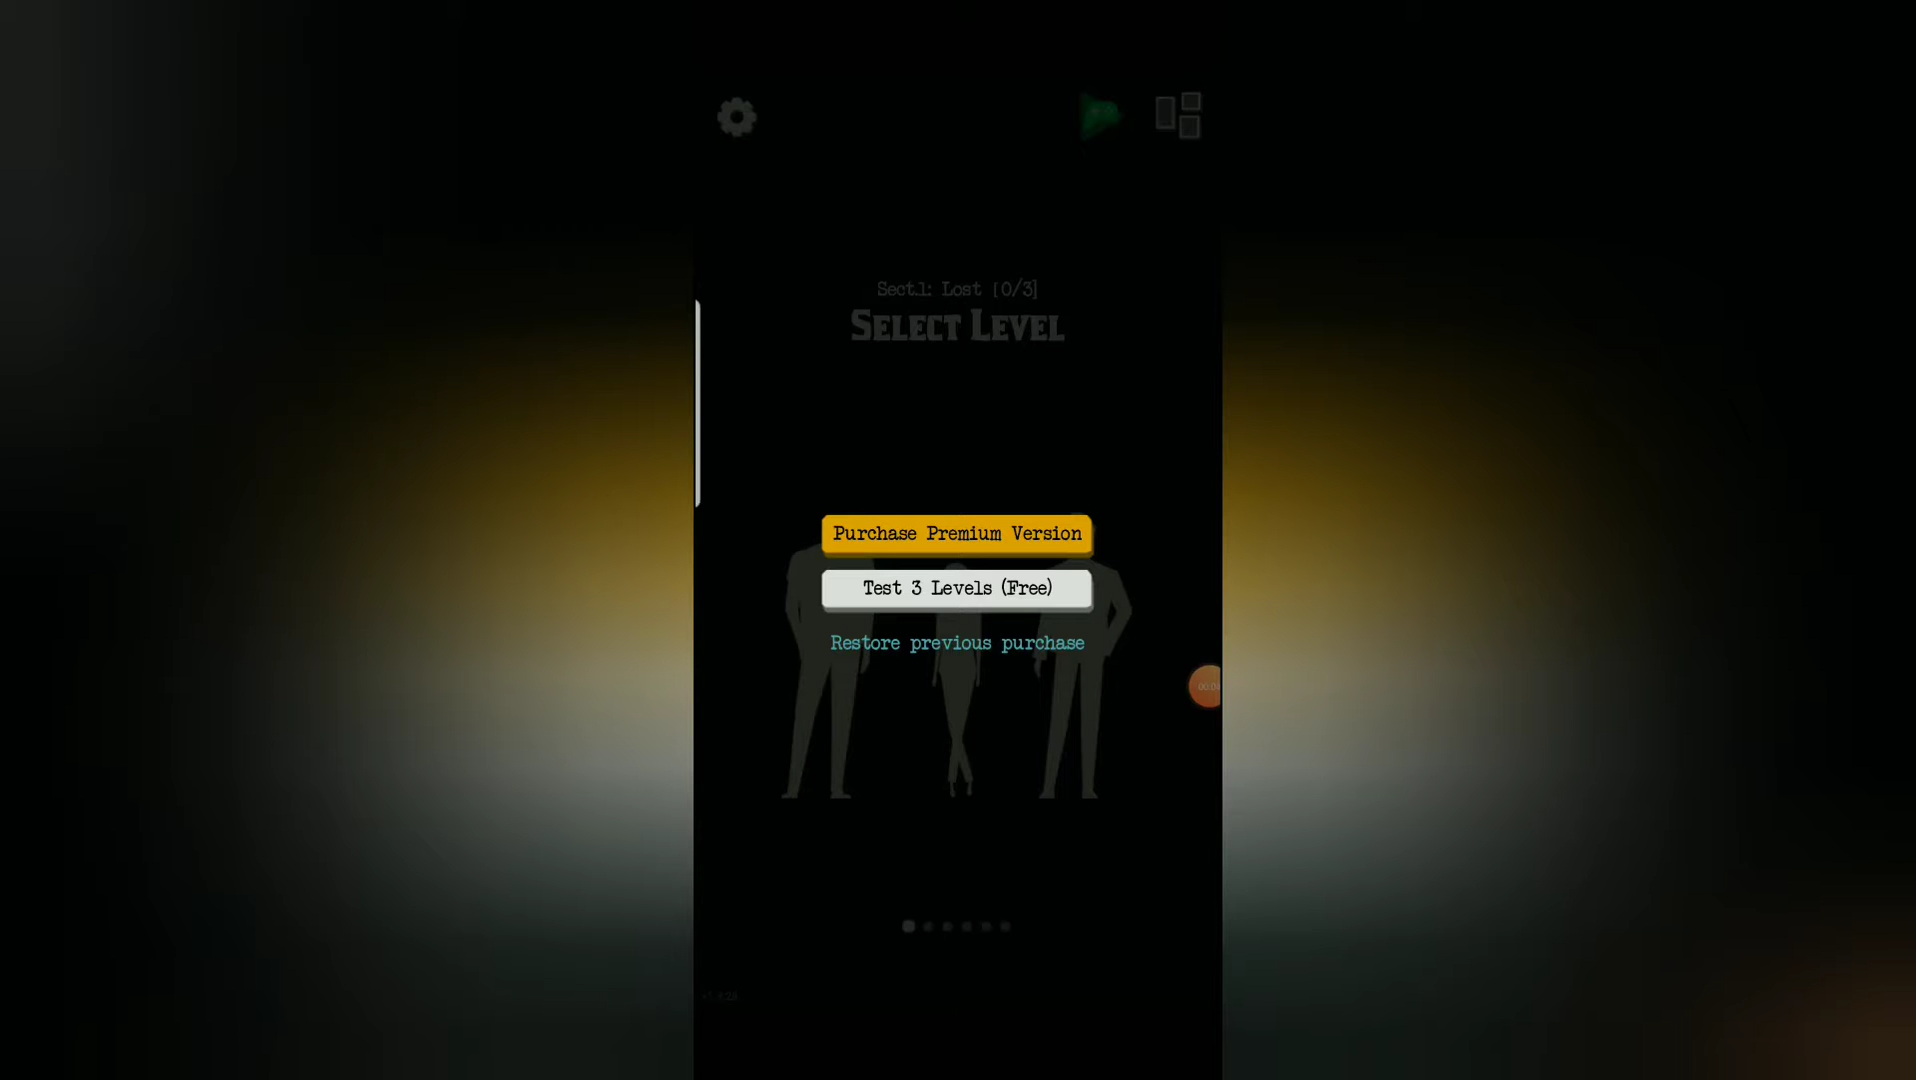 Sect.1: Lost [0/3]
SELECT LEVEL
Purchase Premium Version
Test 3 Levels (Free)
Restore previous purchase